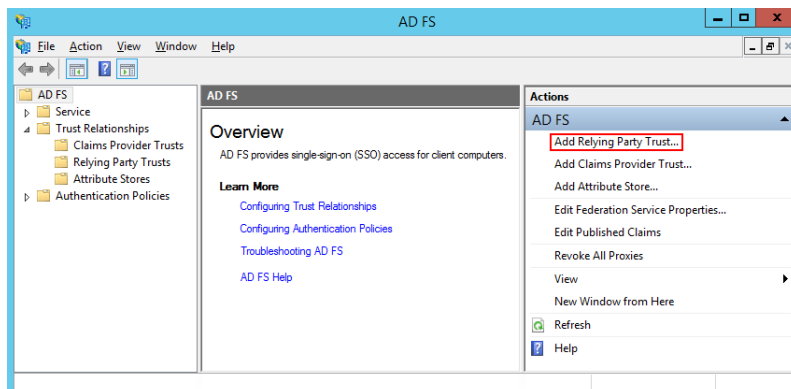 AD FS
File Action View Window Help
AD FS
Service
Trust Relationships
Claims Provider Trusts
Relying Party Trusts
Attribute Stores
Authentication Policies
AD FS
Overview
AD FS provides single-sign-on (SSO) access for client computers.
Learn More
Configuring Trust Relationships
Configuring Authentication Policies
Troubleshooting AD FS
AD FS Help
Actions
AD FS
Add Relying Party Trust...
Add Claims Provider Trust...
Add Attribute Store...
Edit Federation Service Properties...
Edit Published Claims
Revoke All Proxies
View
New Window from Here
Refresh
Help